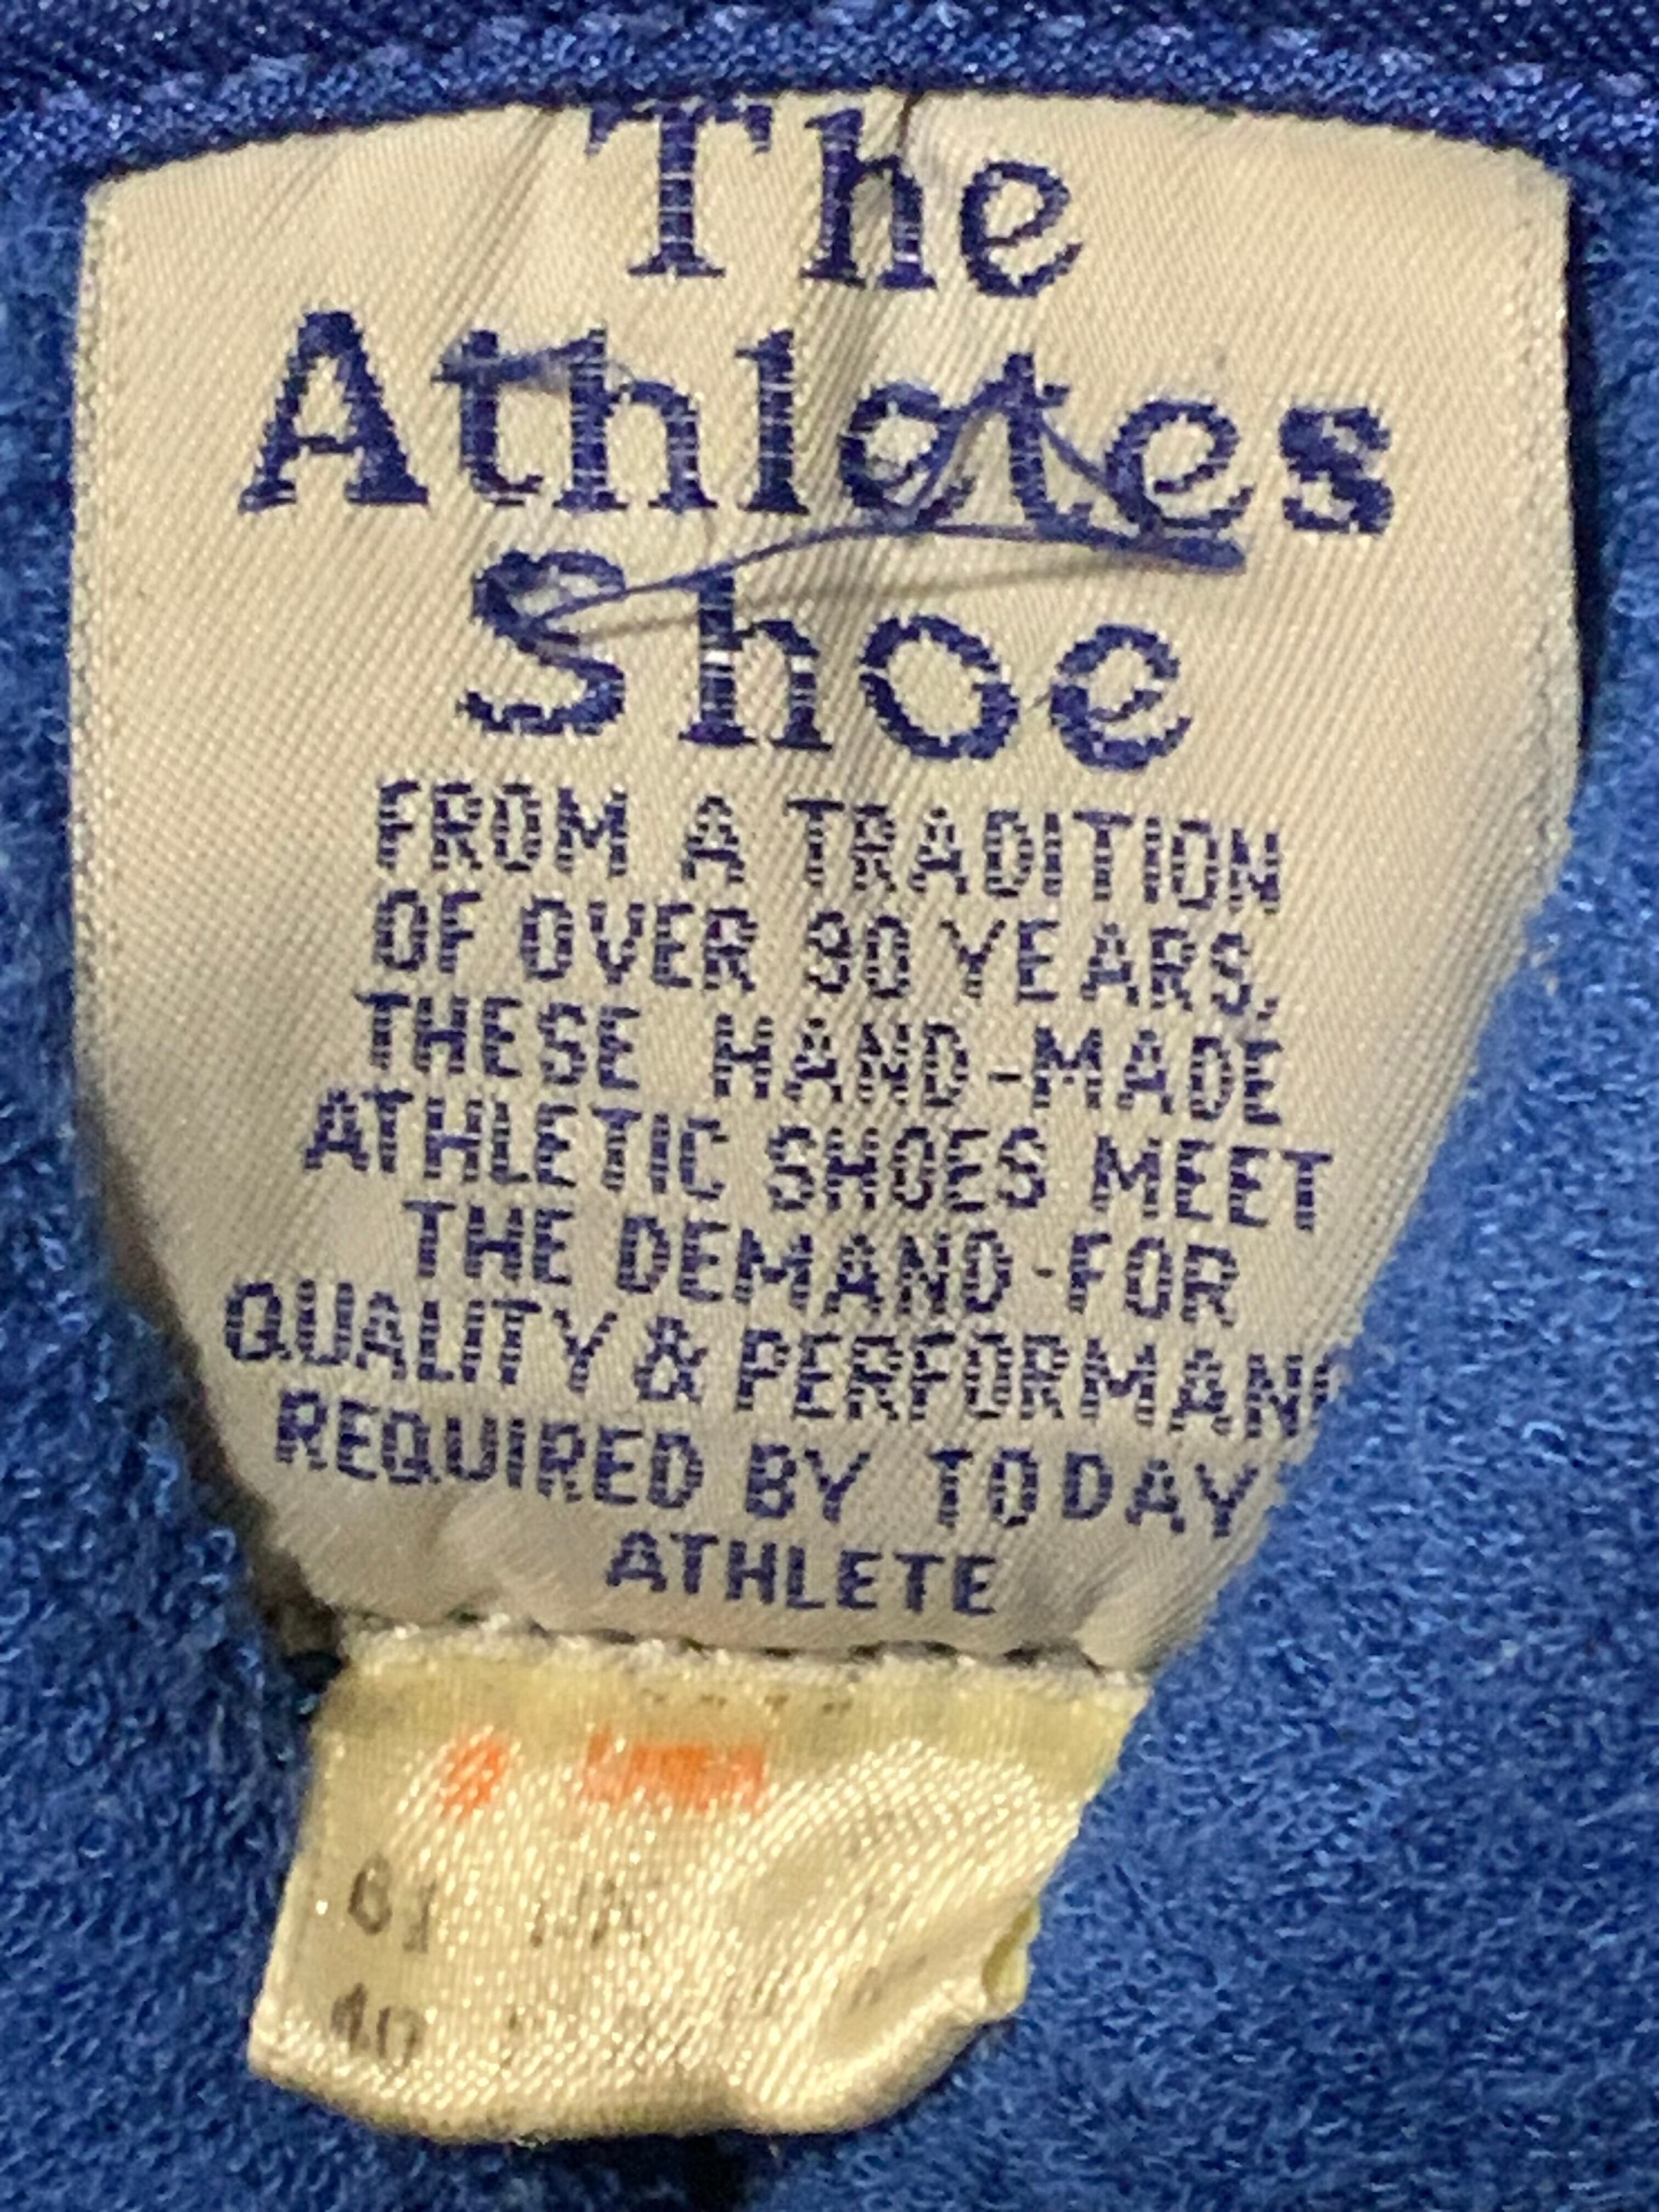 The
Athletes
Shoe
FROM A TRADITION
OF OVER 90 YEARS.
THESE HAND-MADE
ATHLETIC SHOES MEET
THE DEMAND-FOR
QUALITY & PERFORMANC
REQUIRED BY TODAY
ATHLETE